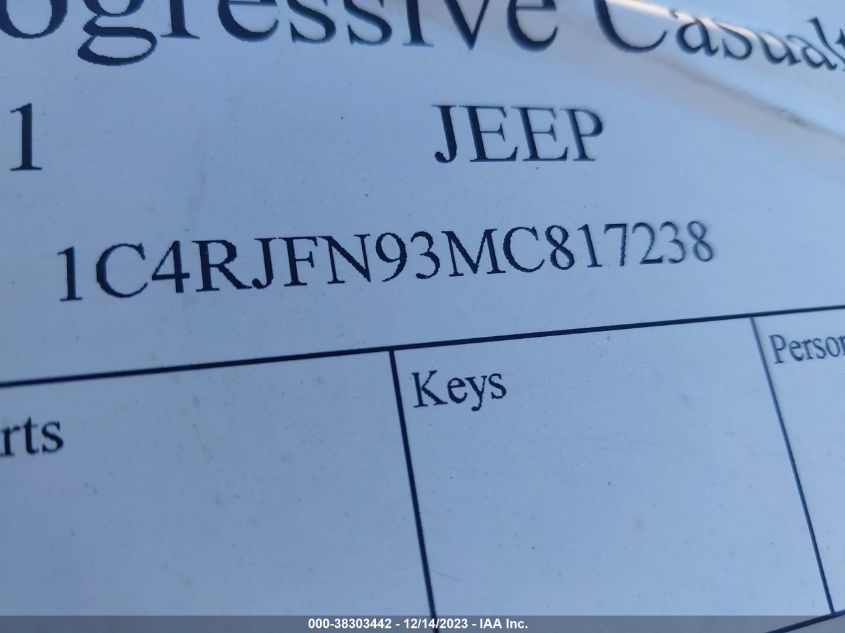 ogressive Casualt
1 JEEP
1C4RJFN93MC817238
rts Keys Person
000-38303442 - 12/14/2023 - IAA Inc.